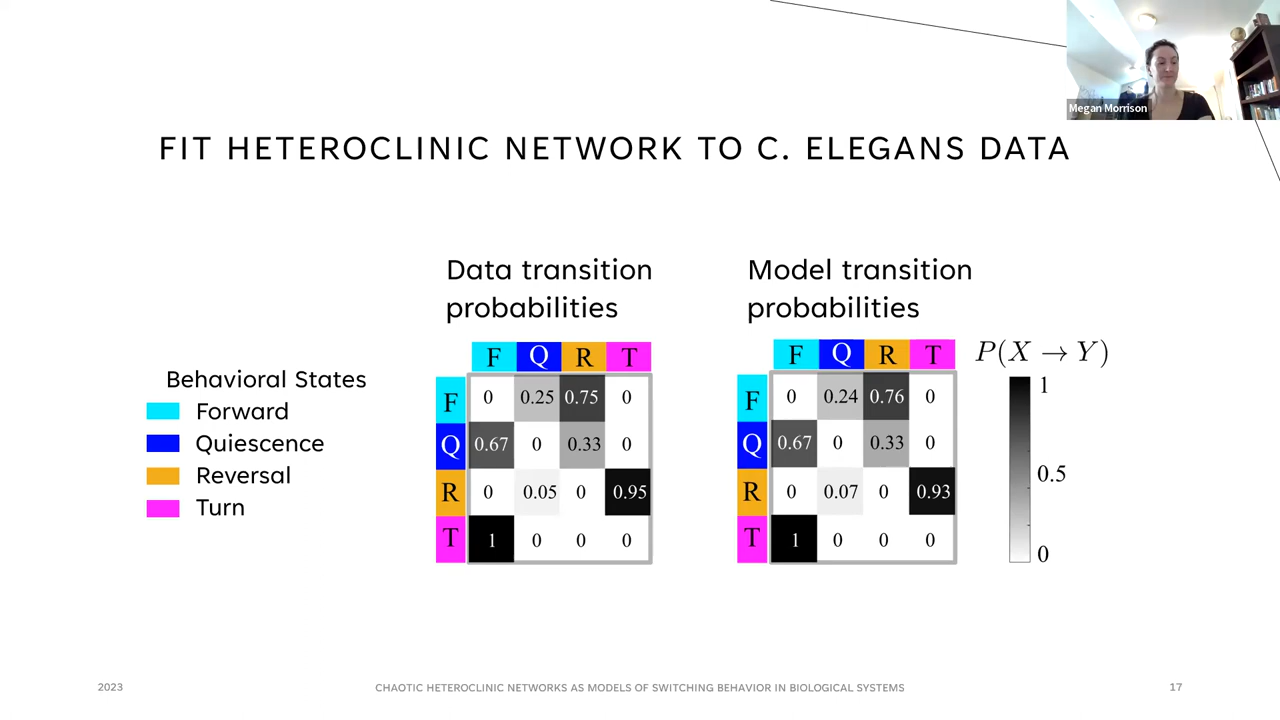 Megan Morrison
FIT HETEROCLINIC NETWORK TO C. ELEGANS DATA
Data transition
probabilities
Model transition
probabilities
Behavioral States
Forward
Quiescence
Reversal
Turn
F Q R T
F 0 0.25 0.75 0
Q 0.67 0 0.33 0
R 0 0.05 0 0.95
T 1 0 0 0
F Q R T
F 0 0.24 0.76 0
Q 0.67 0 0.33 0
R 0 0.07 0 0.93
T 1 0 0 0
P(X → Y)
1
0.5
0
2023
CHAOTIC HETEROCLINIC NETWORKS AS MODELS OF SWITCHING BEHAVIOR IN BIOLOGICAL SYSTEMS
17